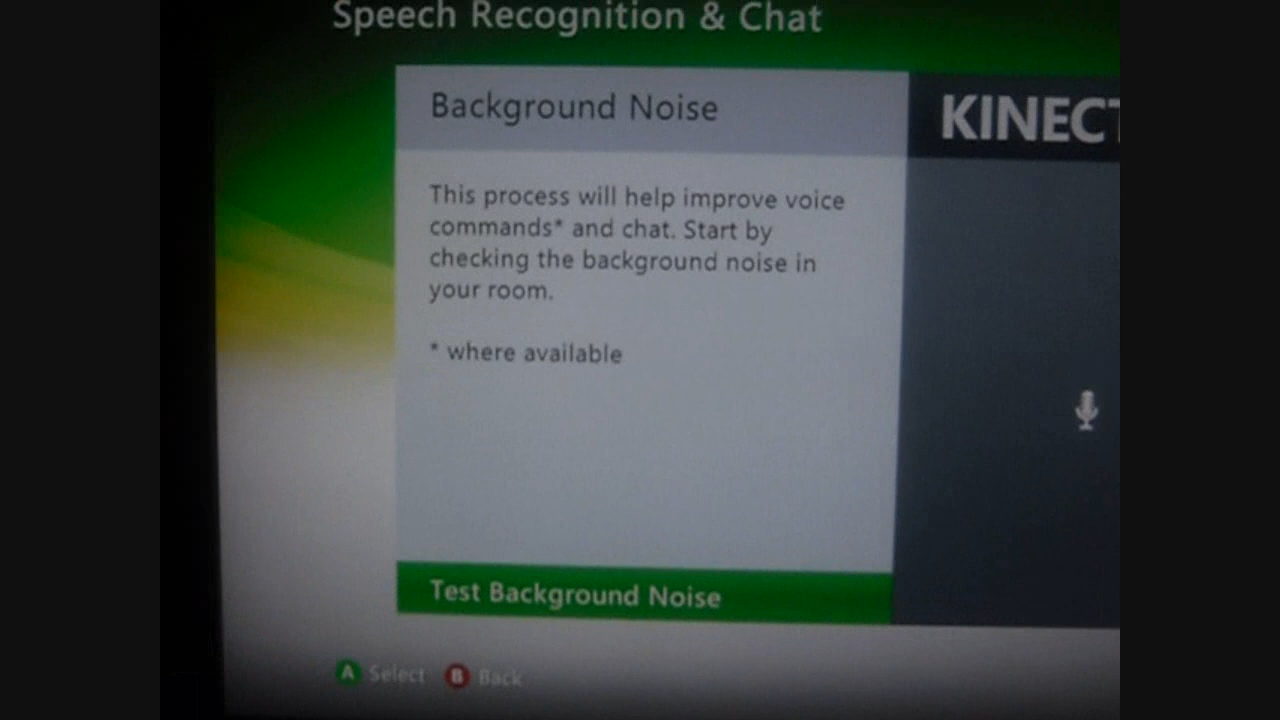 Speech Recognition & Chat
Background Noise
KINECT
This process will help improve voice
commands* and chat. Start by
checking the background noise in
your room.
* where available
Test Background Noise
A Select B Back